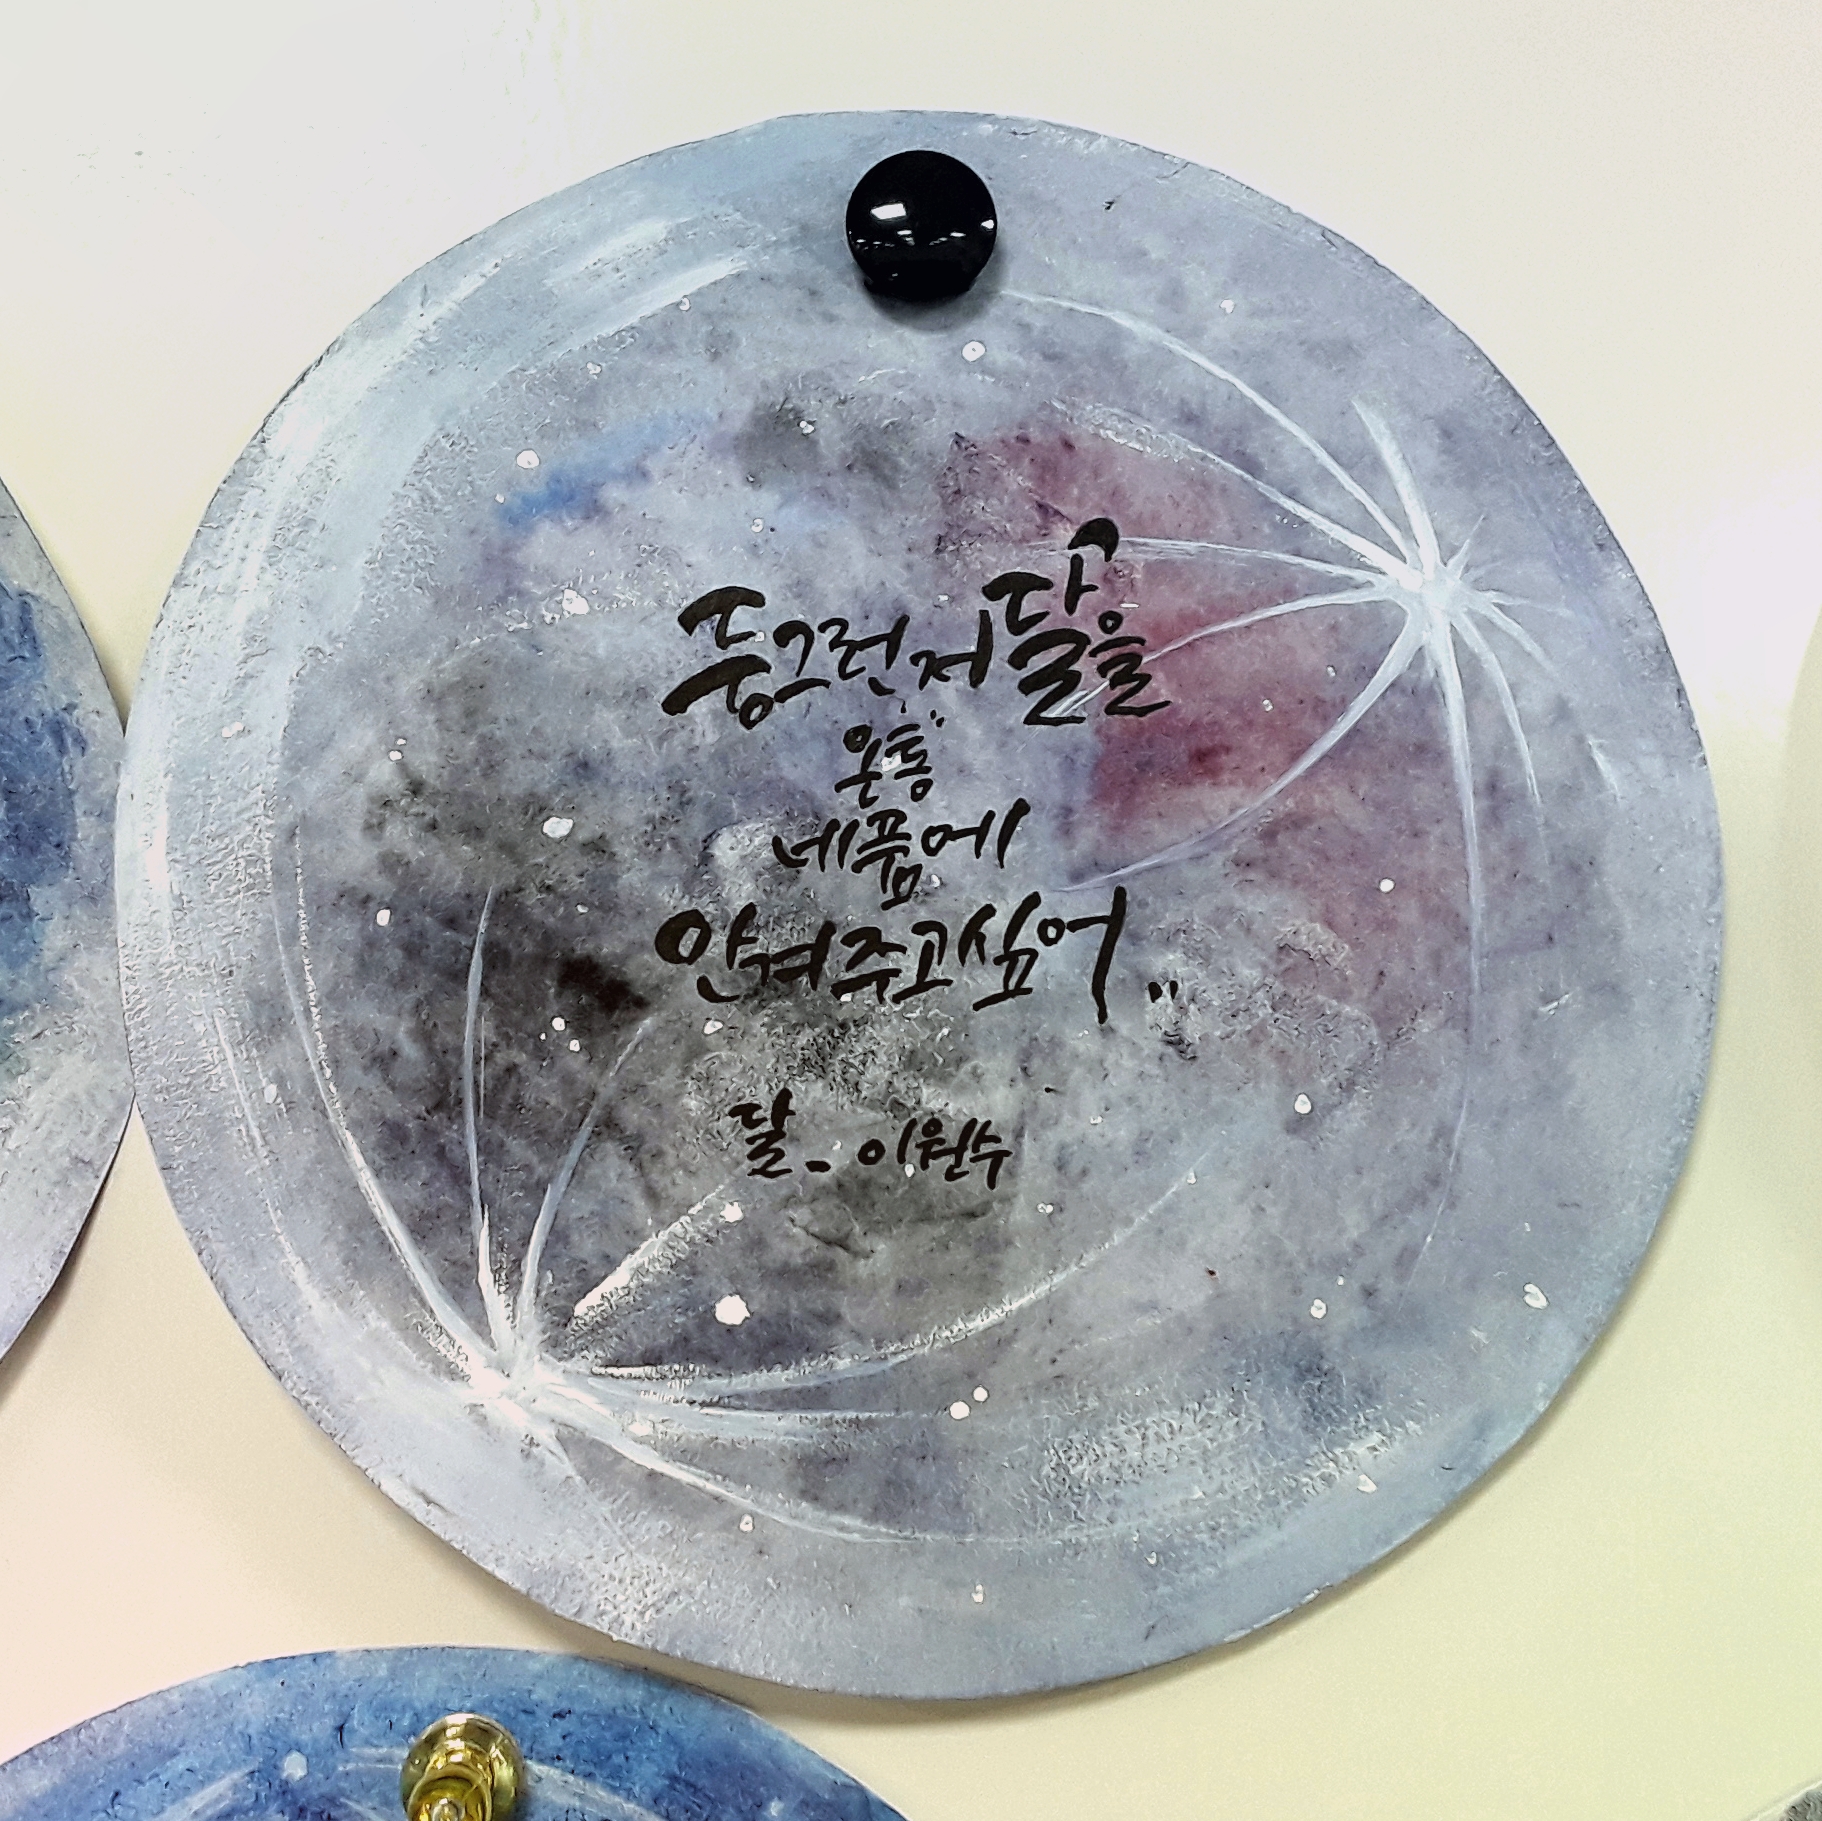 둥그런 저 달을
온통
네 품에
안겨 주고 싶어..
달. 이원수